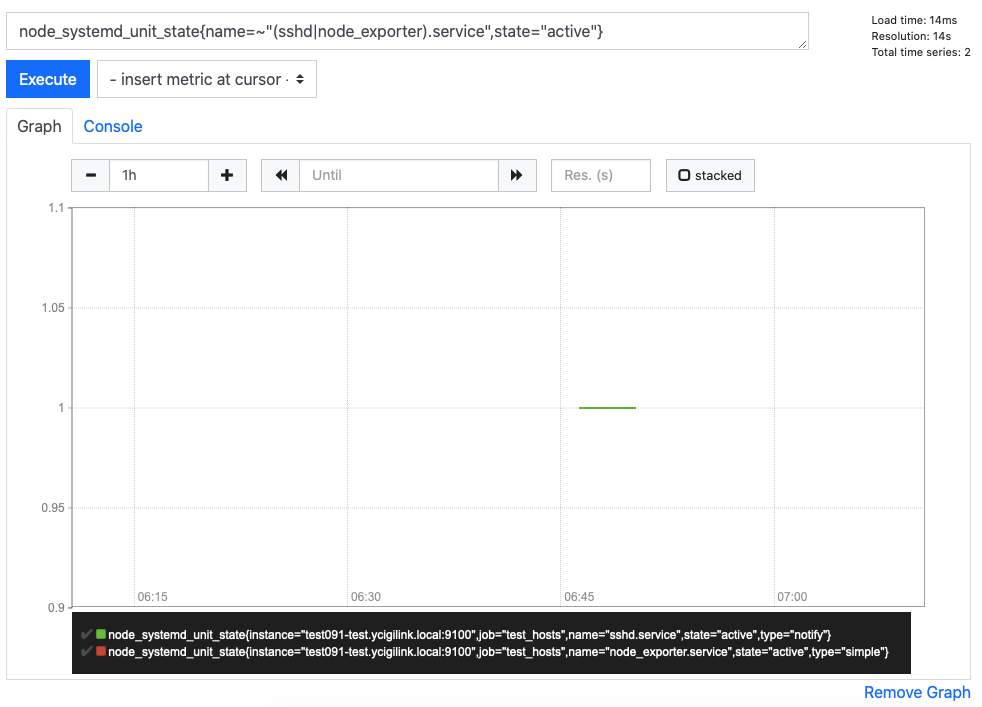 node_systemd_unit_state{name=~"(sshd|node_exporter).service",state="active"}
Load time: 14ms
Resolution: 14s
Total time series: 2
Execute
- insert metric at cursor -
Graph
Console
1h
Until
Res. (s)
stacked
1.1
1.05
1
0.95
0.9
06:15
06:30
06:45
07:00
node_systemd_unit_state{instance="test091-test.ycigilink.local:9100",job="test_hosts",name="sshd.service",state="active",type="notify"}
node_systemd_unit_state{instance="test091-test.ycigilink.local:9100",job="test_hosts",name="node_exporter.service",state="active",type="simple"}
Remove Graph